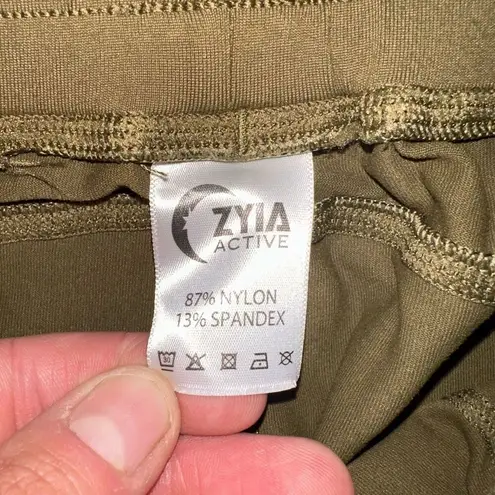 ZYIA
ACTIVE
87% NYLON
13% SPANDEX